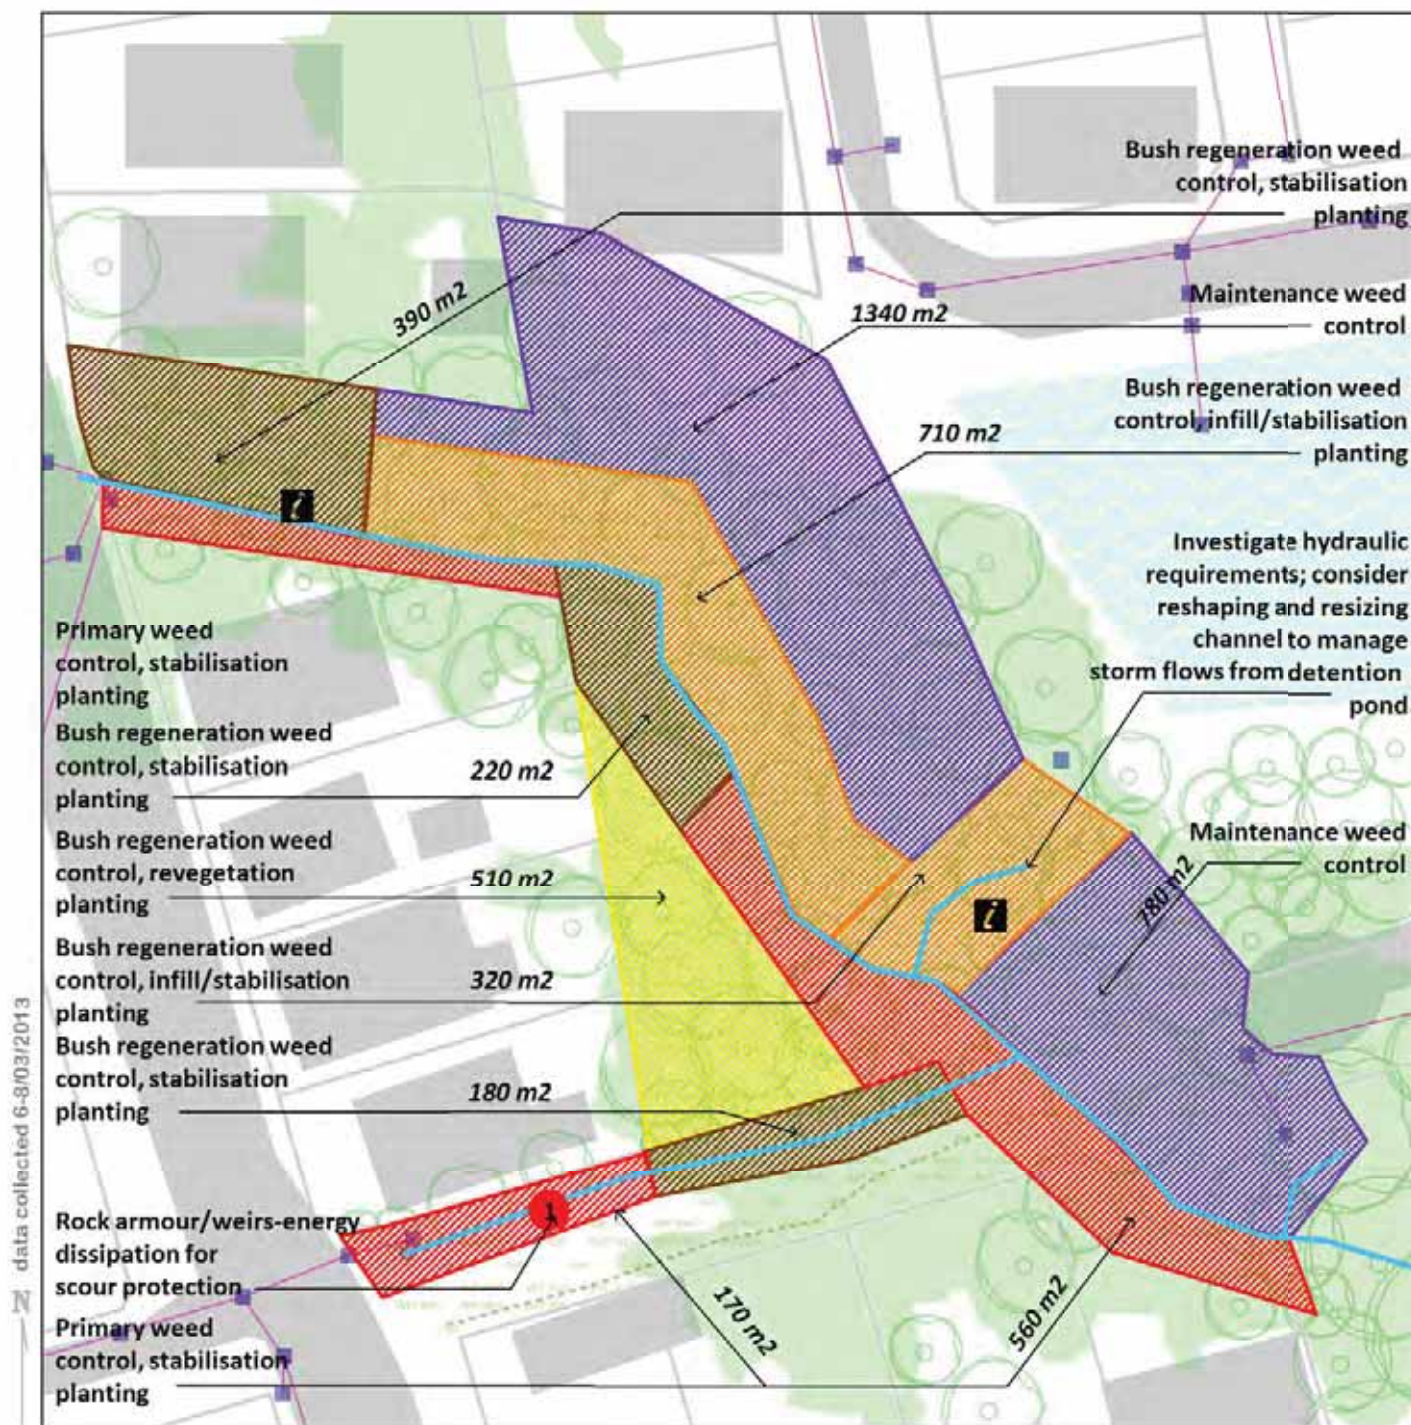 Bush regeneration weed
control, stabilisation
planting
390 m2
Maintenance weed
control
1340 m2
Bush regeneration weed
control, infill/stabilisation
planting
710 m2
Investigate hydraulic
requirements; consider
reshaping and resizing
channel to manage
storm flows from detention
pond
Maintenance weed
control
780 m2
i
i
Primary weed
control, stabilisation
planting
Bush regeneration weed
control, stabilisation
planting
220 m2
Bush regeneration weed
control, revegetation
planting
510 m2
Bush regeneration weed
control, infill/stabilisation
planting
320 m2
Bush regeneration weed
control, stabilisation
planting
180 m2
1
Rock armour/weirs-energy
dissipation for
scour protection
Primary weed
control, stabilisation
planting
170 m2
560 m2
N data collected 6-8/03/2013